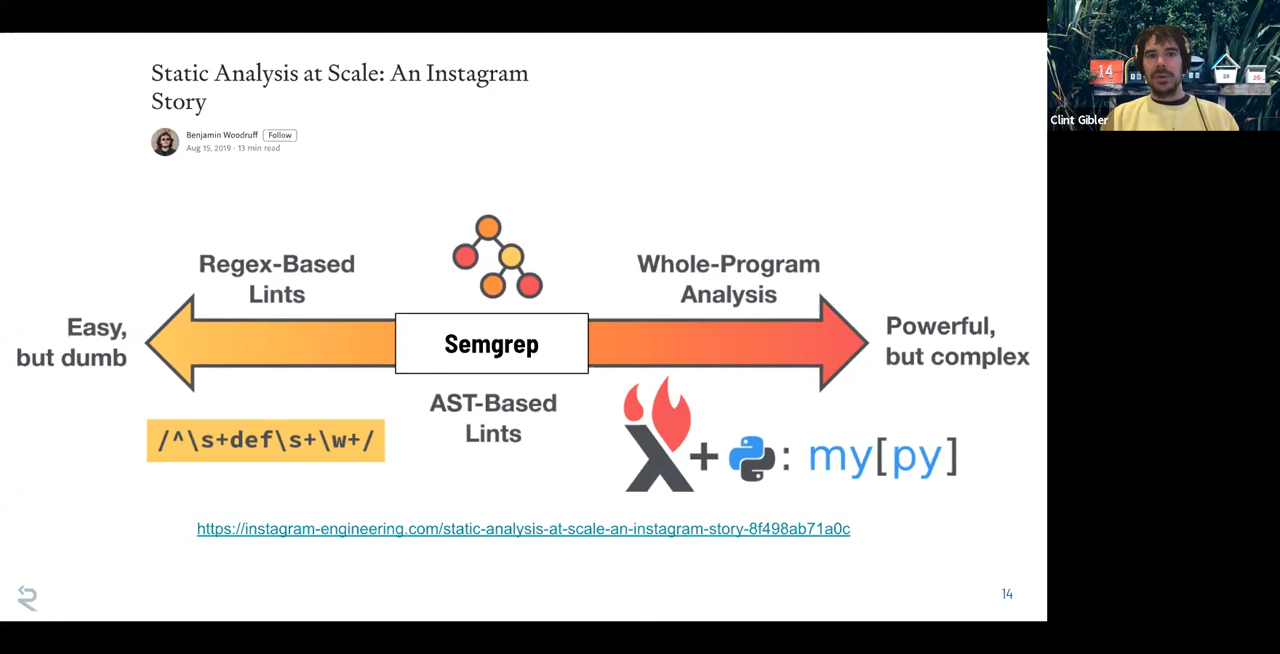 Static Analysis at Scale: An Instagram
Story
Benjamin Woodruff Follow
Aug 15, 2019 · 13 min read
14
Clint Gibler
Regex-Based
Lints
Whole-Program
Analysis
Easy,
but dumb
Semgrep
Powerful,
but complex
AST-Based
Lints
/^\s+def\s+\w+/
+ : my[py]
https://instagram-engineering.com/static-analysis-at-scale-an-instagram-story-8f498ab71a0c
14